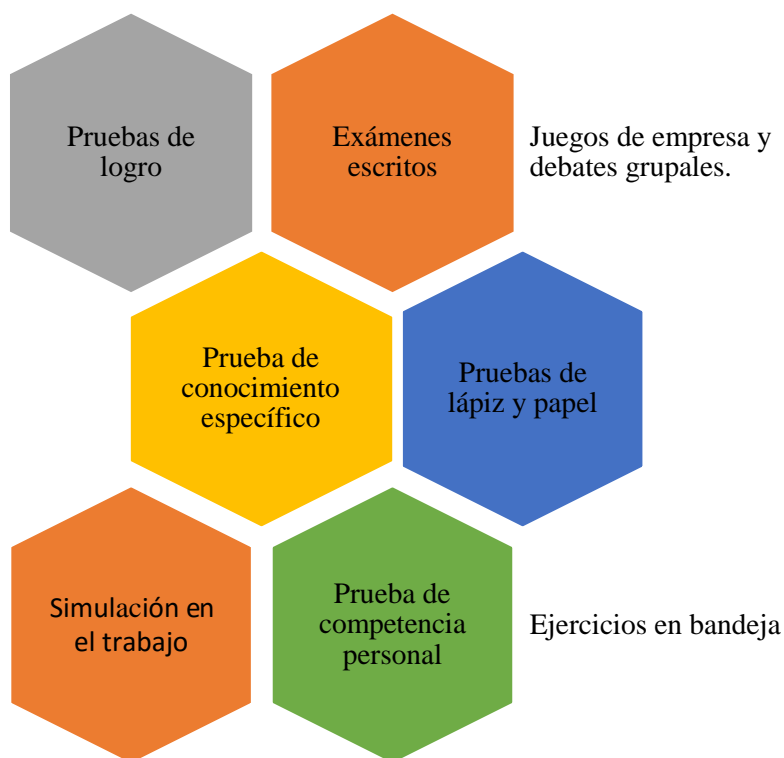 Pruebas de
logro
Exámenes
escritos
Juegos de empresa y
debates grupales.
Prueba de
conocimiento
específico
Pruebas de
lápiz y papel
Simulación en
el trabajo
Prueba de
competencia
personal
Ejercicios en bandeja